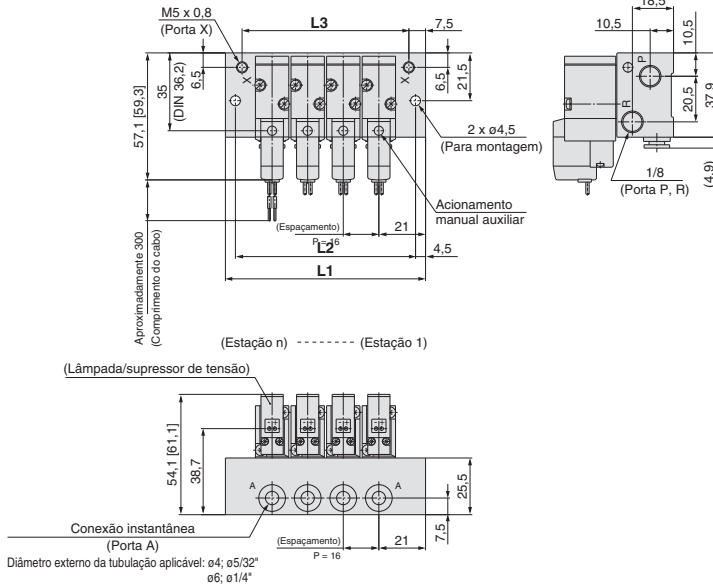 M5 x 0,8
(Porta X)
L3
7,5
18,5
10,5
10,5
P
X
X
6,5
35
(DIN 36,2)
57,1 [59,3]
6,5
21,5
R
20,5
37,9
2 x ø4,5
(Para montagem)
1/8
(Porta P, R)
(4,9)
Acionamento
manual auxiliar
(Espaçamento)
P = 16
21
L2
4,5
L1
Aproximadamente 300
(Comprimento do cabo)
(Estação n) - - - - - - - (Estação 1)
(Lâmpada/supressor de tensão)
54,1 [61,1]
38,7
A
A
25,5
7,5
Conexão instantânea
(Porta A)
(Espaçamento)
P = 16
21
Diâmetro externo da tubulação aplicável: ø4; ø5/32"
ø6; ø1/4"